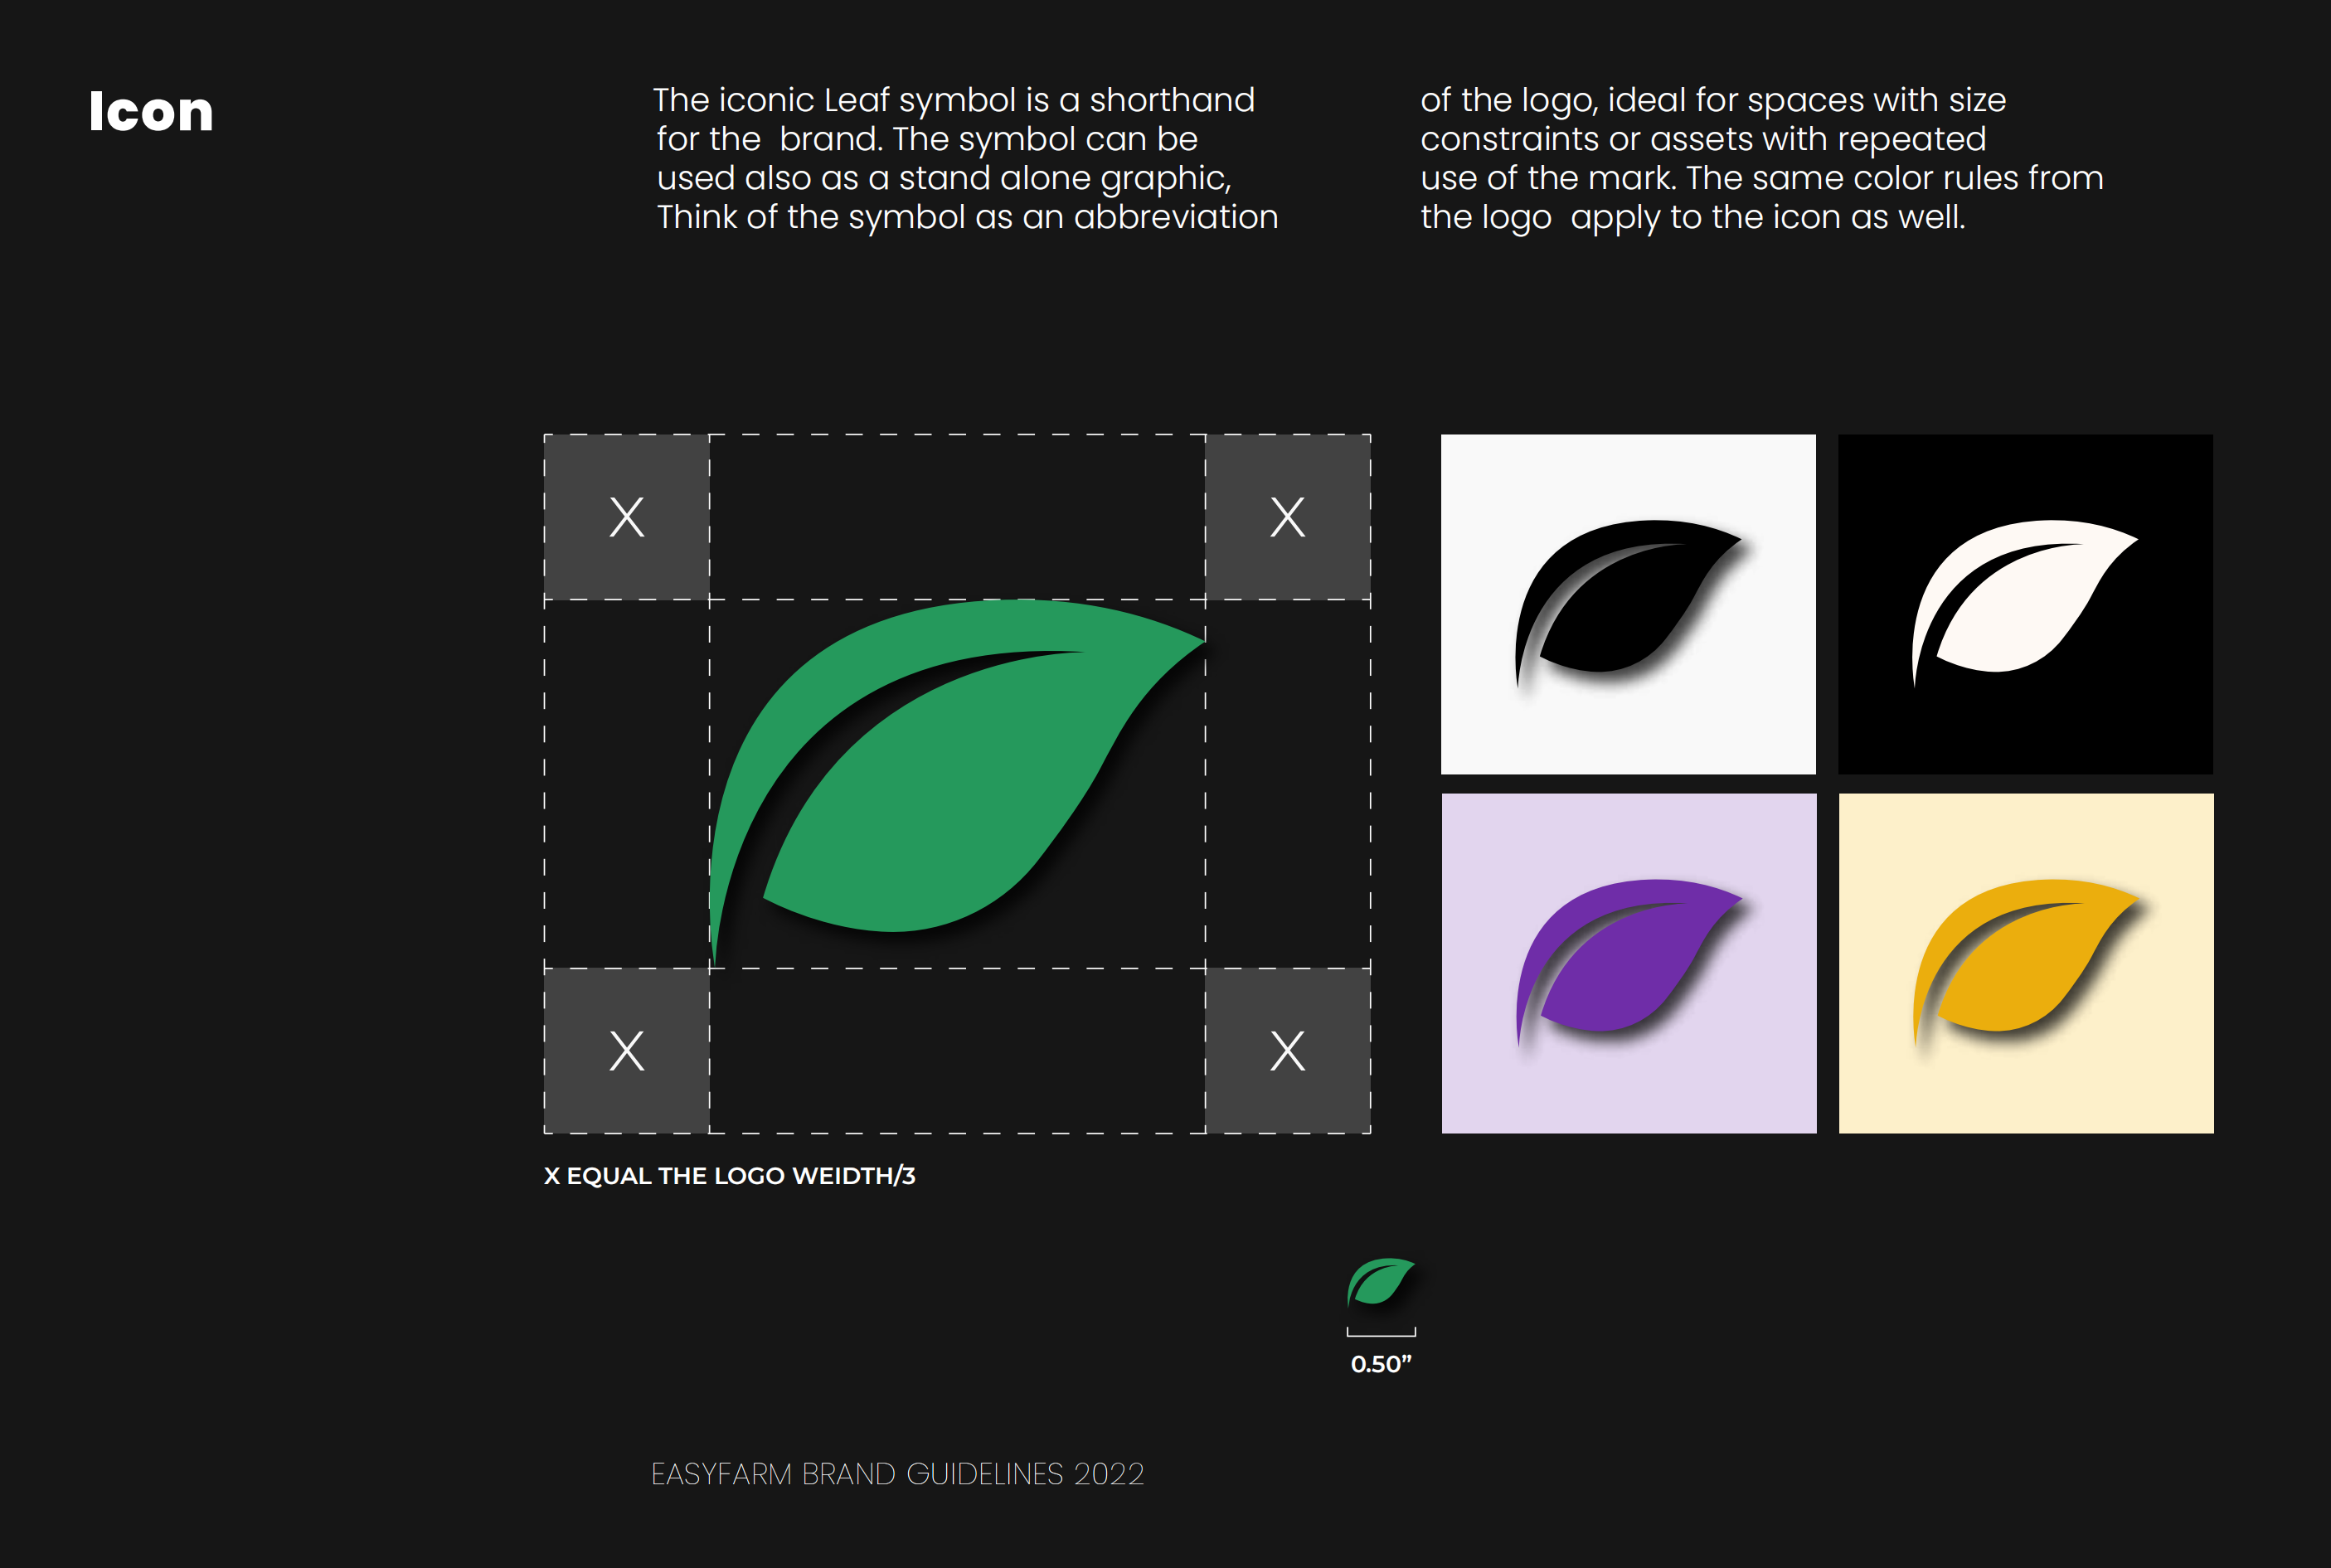 Icon
The iconic Leaf symbol is a shorthand
for the  brand. The symbol can be
used also as a stand alone graphic,
Think of the symbol as an abbreviation
of the logo, ideal for spaces with size
constraints or assets with repeated
use of the mark. The same color rules from
the logo  apply to the icon as well.
X
X
X
X
X EQUAL THE LOGO WEIDTH/3
0.50”
EASYFARM BRAND GUIDELINES 2022